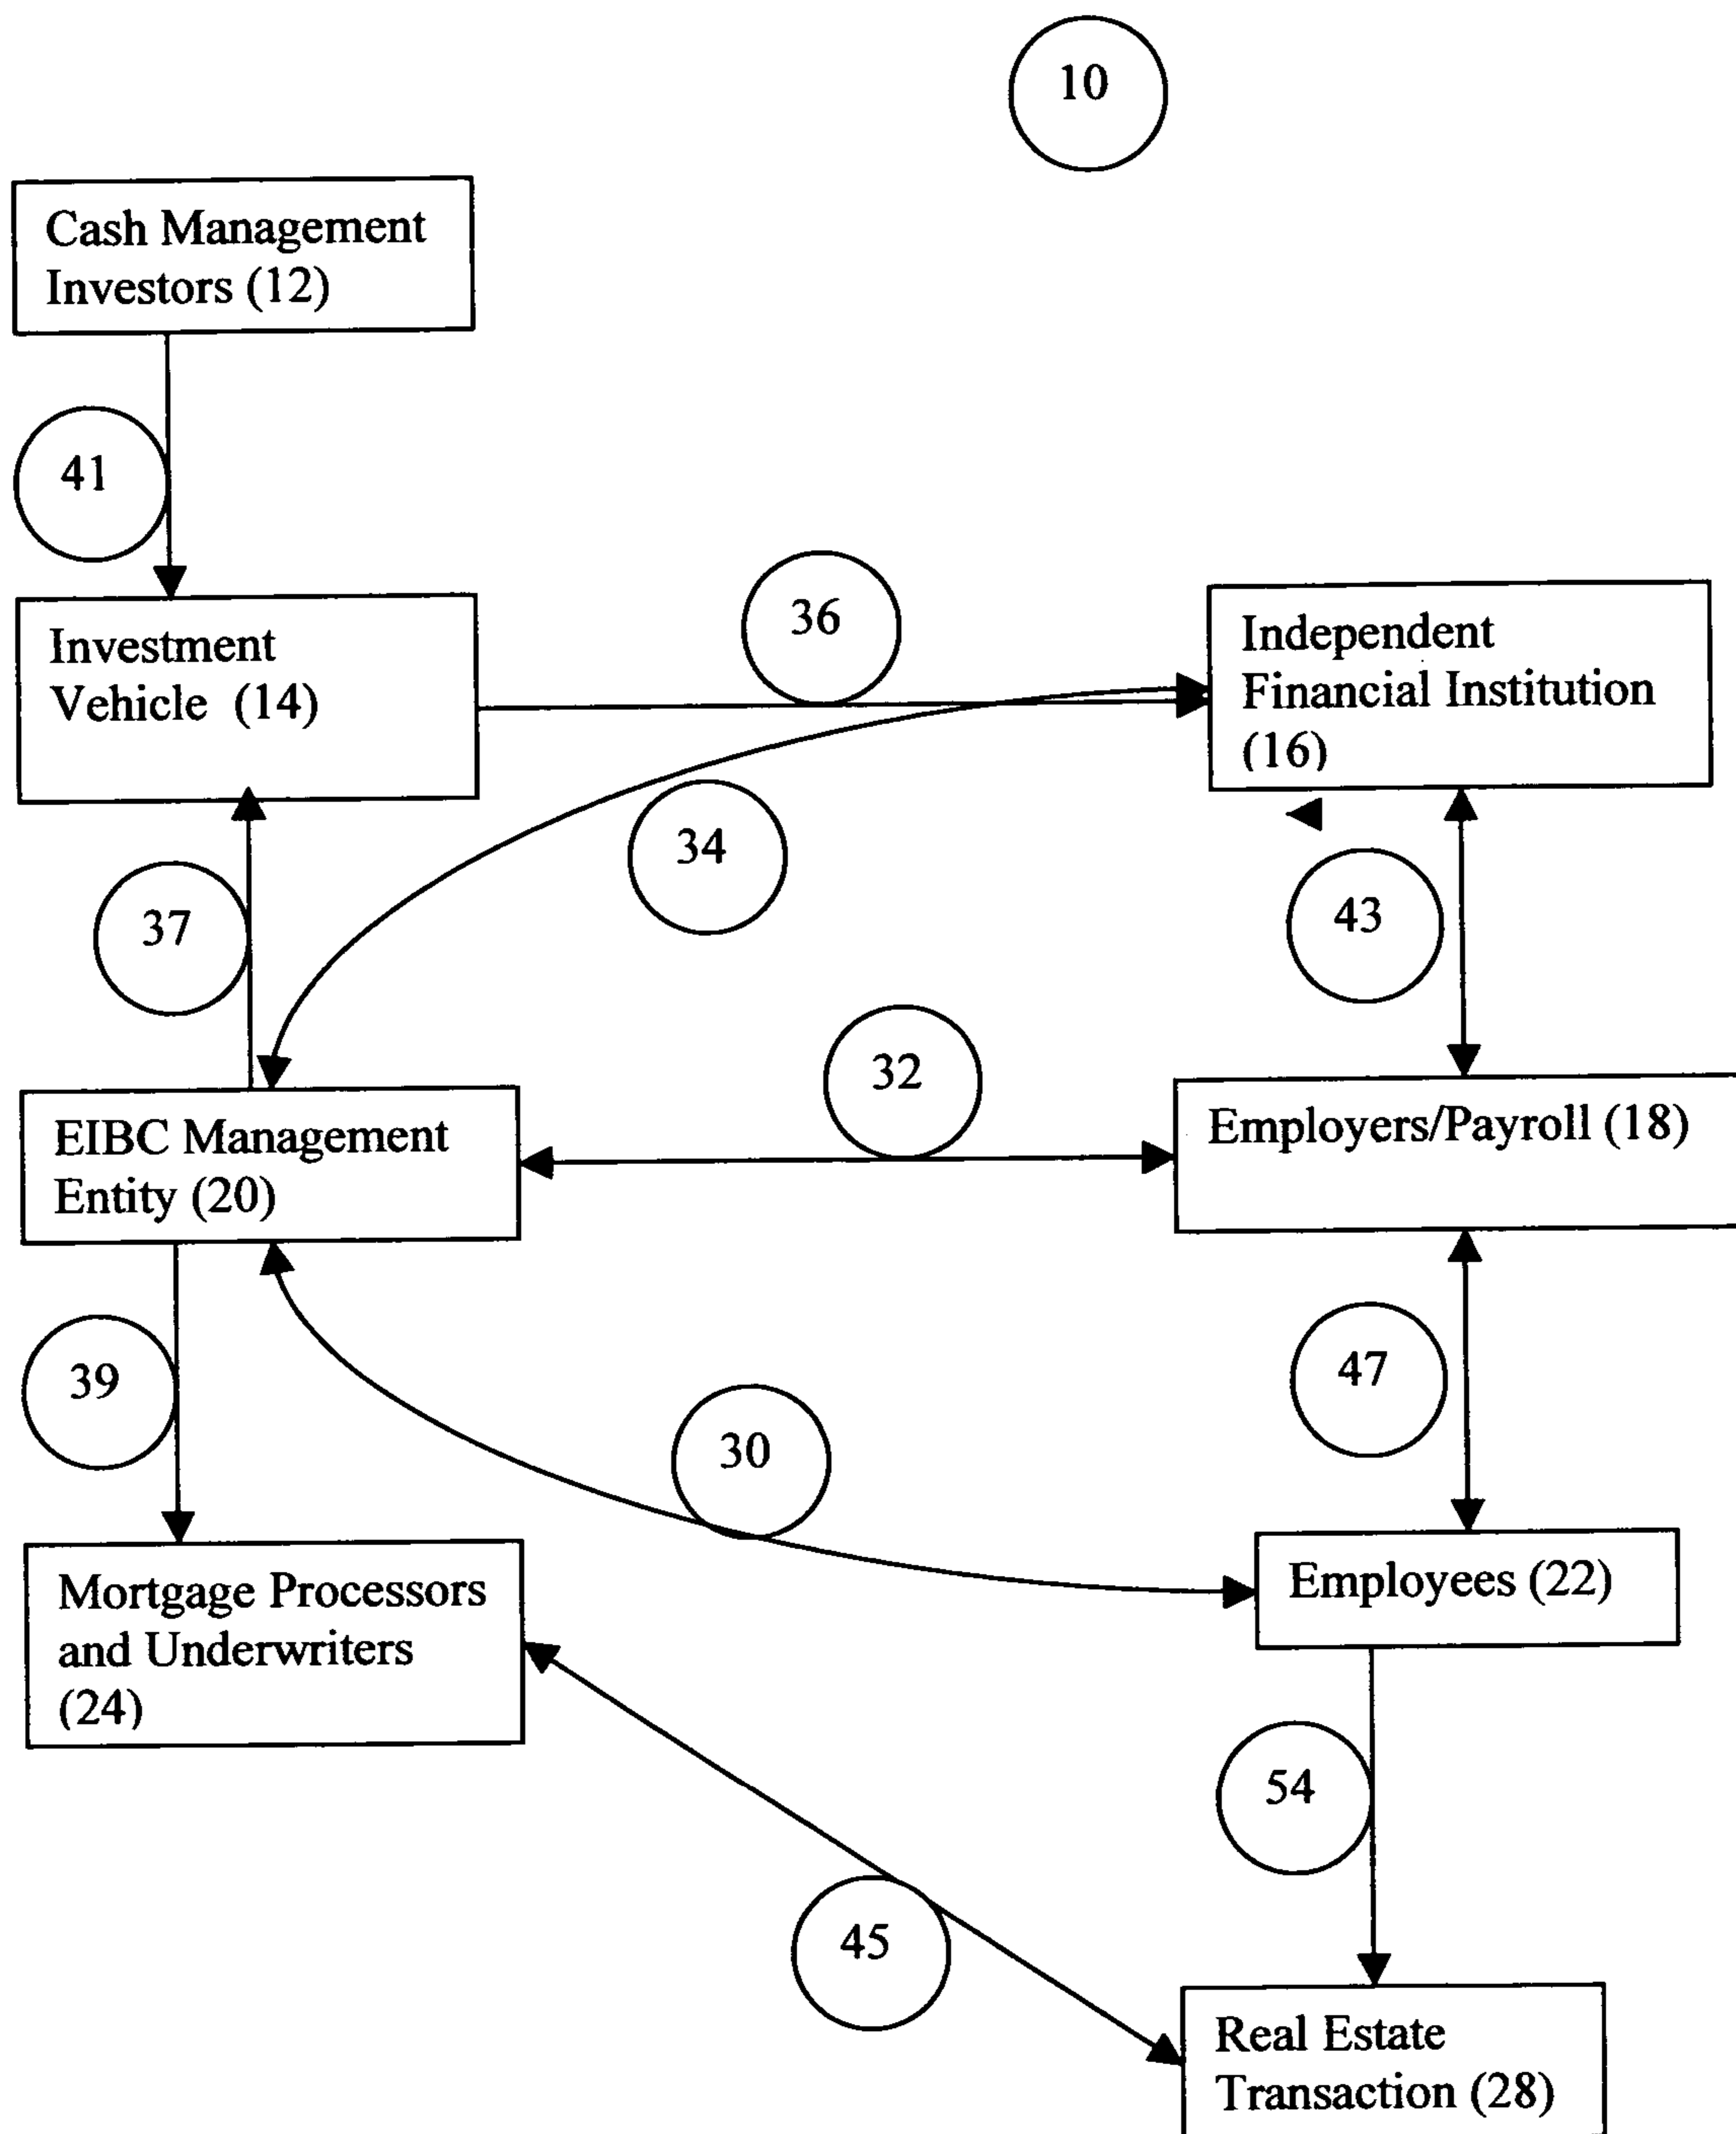 10
Cash Management
Investors (12)
41
36
Investment
Vehicle (14)
Independent
Financial Institution
(16)
34
37
43
32
EIBC Management
Entity (20)
Employers/Payroll (18)
39
47
30
Mortgage Processors
and Underwriters
(24)
Employees (22)
54
45
Real Estate
Transaction (28)